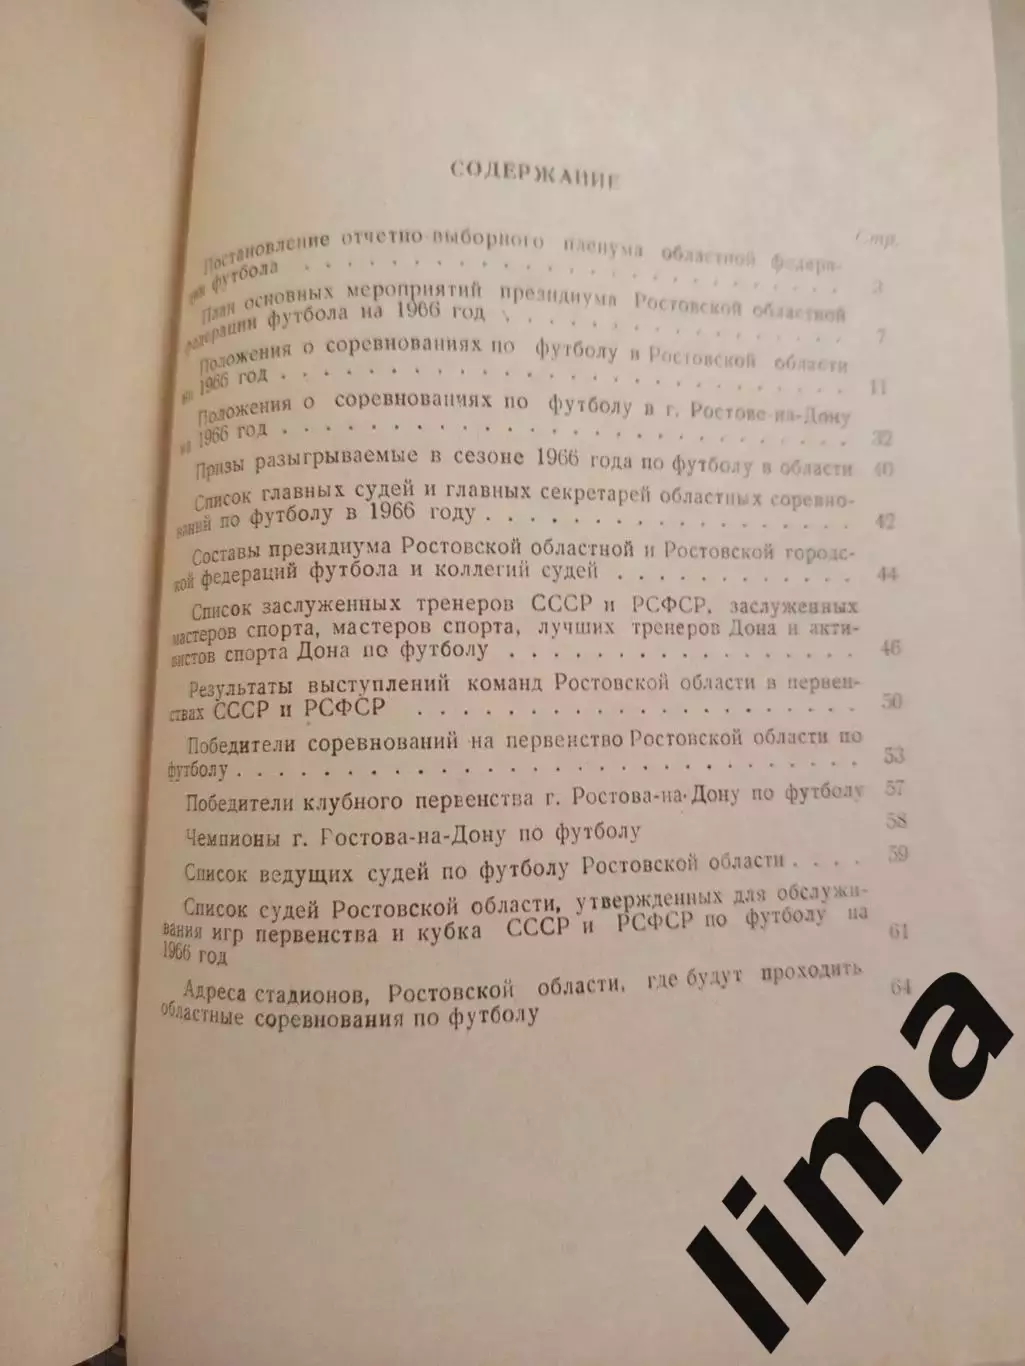 СОДЕРЖАНИЕ
Стр.
Постановление отчетно-выборного пленума областной федера-
ции футбола . . . . . . . . . . . . . . . . . . 3
План основных мероприятий президиума Ростовской областной
федерации футбола на 1966 год . . . . . . . . . . . . 7
Положения о соревнованиях по футболу в Ростовской области
на 1966 год . . . . . . . . . . . . . . . . . . 11
Положения о соревнованиях по футболу в г. Ростове-на-Дону
на 1966 год . . . . . . . . . . . . . . . . . . 32
Призы разыгрываемые в сезоне 1966 года по футболу в области 40
Список главных судей и главных секретарей областных соревно-
ваний по футболу в 1966 году . . . . . . . . . . . . . 42
Составы президиума Ростовской областной и Ростовской городс-
кой федераций футбола и коллегий судей . . . . . . . . . 44
Список заслуженных тренеров СССР и РСФСР, заслуженных
мастеров спорта, мастеров спорта, лучших тренеров Дона и акти-
вистов спорта Дона по футболу . . . . . . . . . . . . 46
Результаты выступлений команд Ростовской области в первен-
ствах СССР и РСФСР . . . . . . . . . . . . . . . 50
Победители соревнований на первенство Ростовской области по
футболу . . . . . . . . . . . . . . . . . . . . 53
Победители клубного первенства г. Ростова-на-Дону по футболу 57
Чемпионы г. Ростова-на-Дону по футболу 58
Список ведущих судей по футболу Ростовской области . . . . 59
Список судей Ростовской области, утвержденных для обслужи-
вания игр первенства и кубка СССР и РСФСР по футболу на
1966 год 61
Адреса стадионов, Ростовской области, где будут проходить
областные соревнования по футболу 64
lima